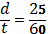 d/t = 25/60